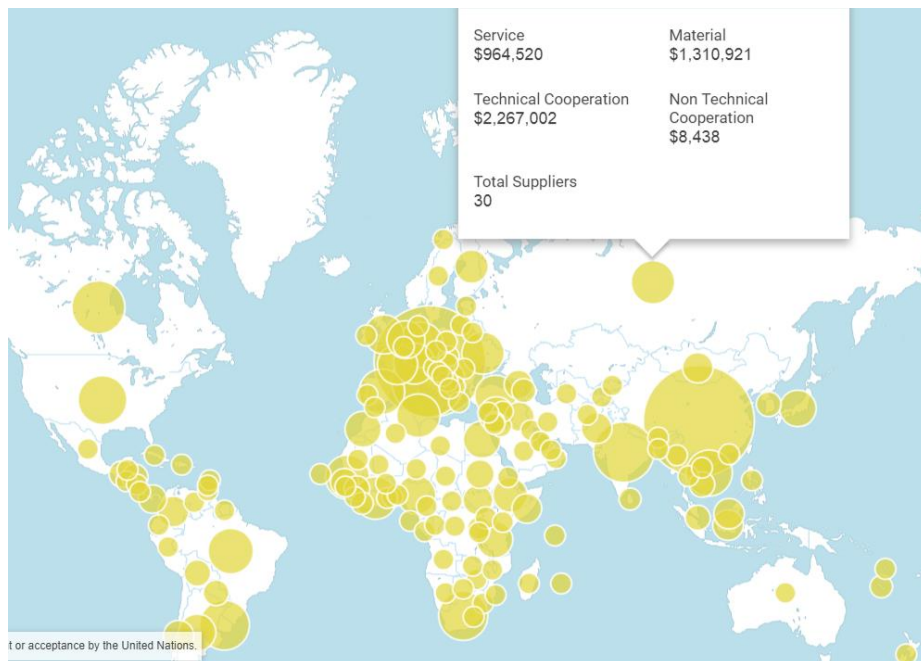 Service
$964,520
Material
$1,310,921
Technical Cooperation
$2,267,002
Non Technical
Cooperation
$8,438
Total Suppliers
30
t or acceptance by the United Nations.